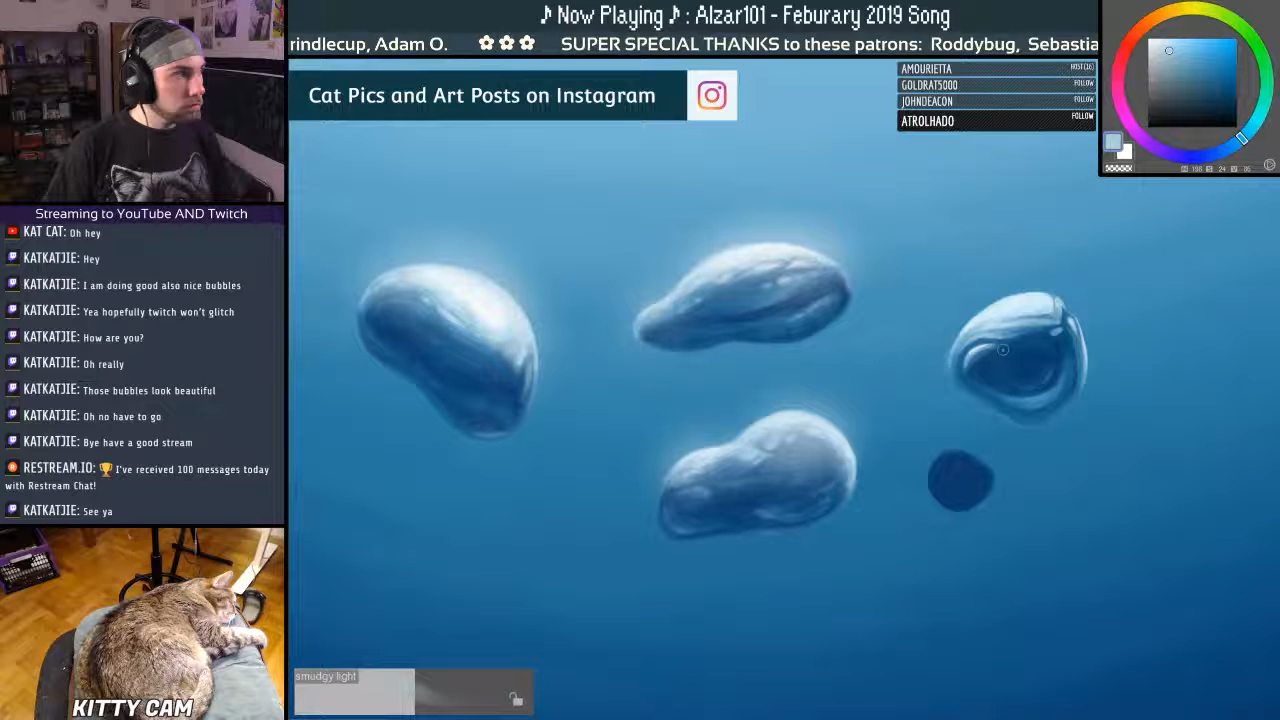 ♪ Now Playing ♪ : Alzar101 - Feburary 2019 Song
rindlecup, Adam O. ✿ ✿ ✿ SUPER SPECIAL THANKS to these patrons: Roddybug, Sebastia
Cat Pics and Art Posts on Instagram
AMOURIETTA HOST(16)
GOLDRAT5000 FOLLOW
JOHNDEACON FOLLOW
ATROLHADO FOLLOW
Streaming to YouTube AND Twitch
KAT CAT: Oh hey
KATKATJIE: Hey
KATKATJIE: I am doing good also nice bubbles
KATKATJIE: Yea hopefully twitch won't glitch
KATKATJIE: How are you?
KATKATJIE: Oh really
KATKATJIE: Those bubbles look beautiful
KATKATJIE: Oh no have to go
KATKATJIE: Bye have a good stream
RESTREAM.IO: 🏆 I've received 100 messages today
with Restream Chat!
KATKATJIE: See ya
smudgy light
KITTY CAM